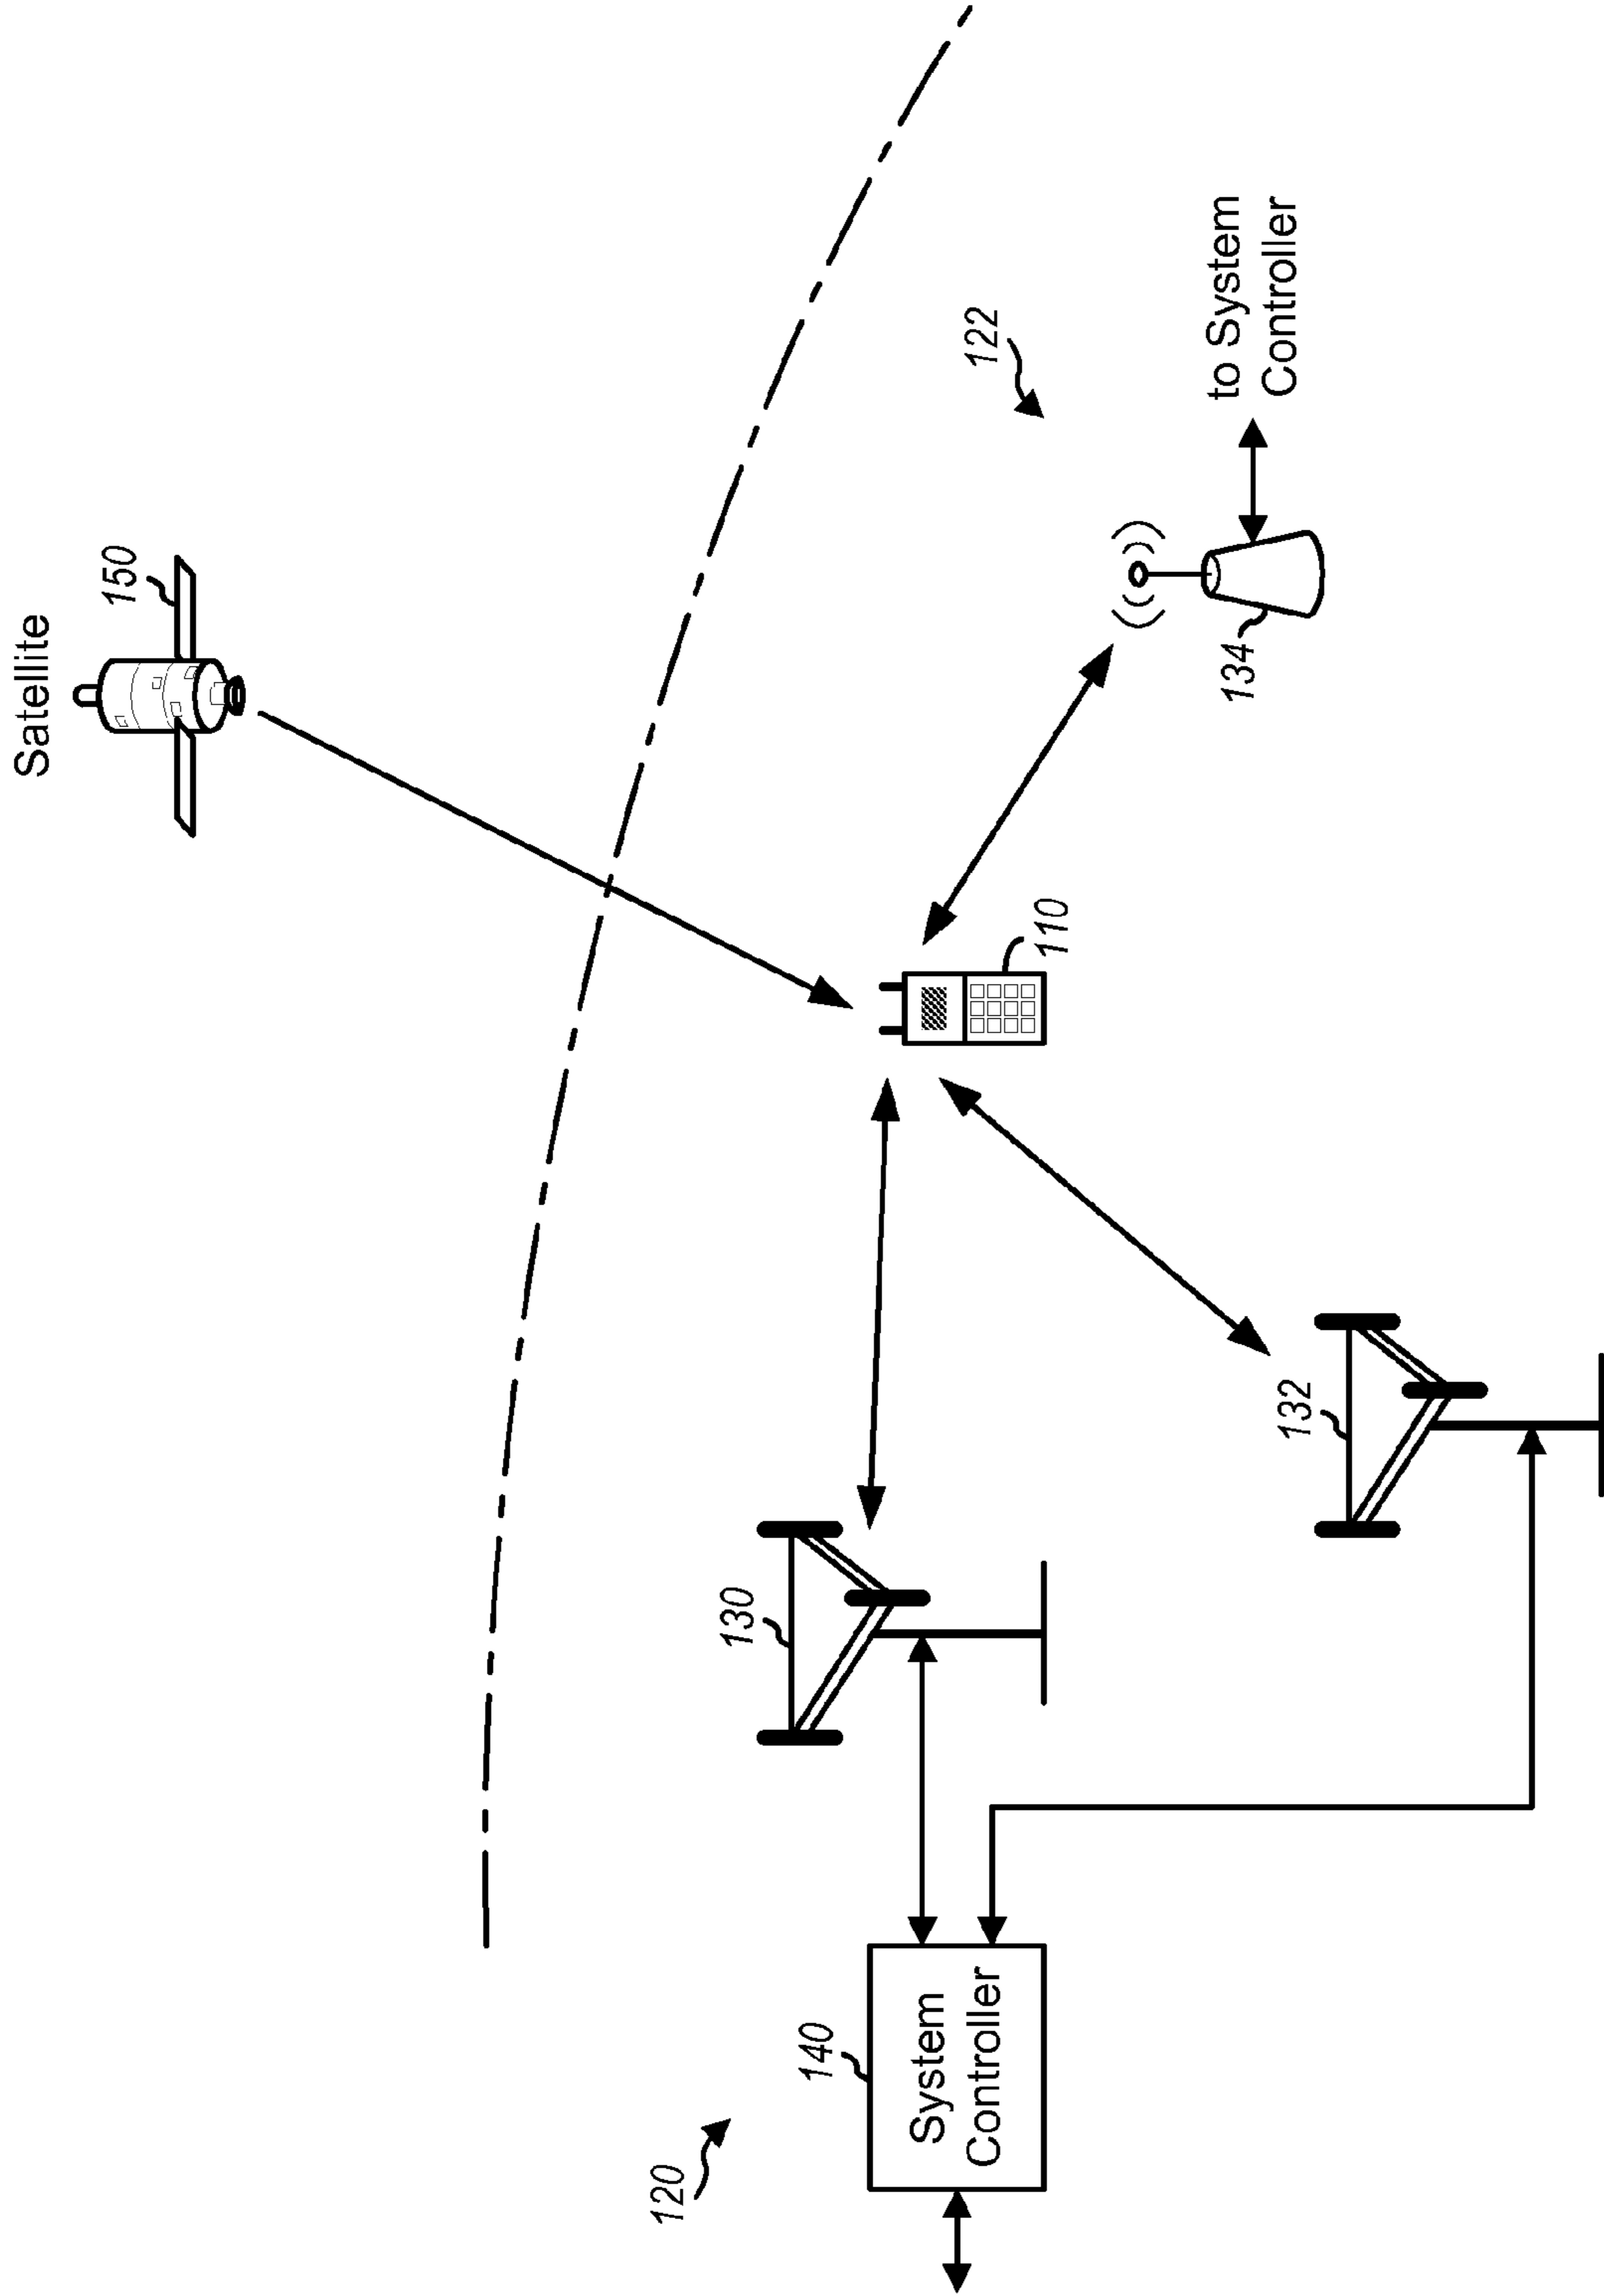 Satellite
150
122
to System
Controller
134
110
130
132
140
System
Controller
120